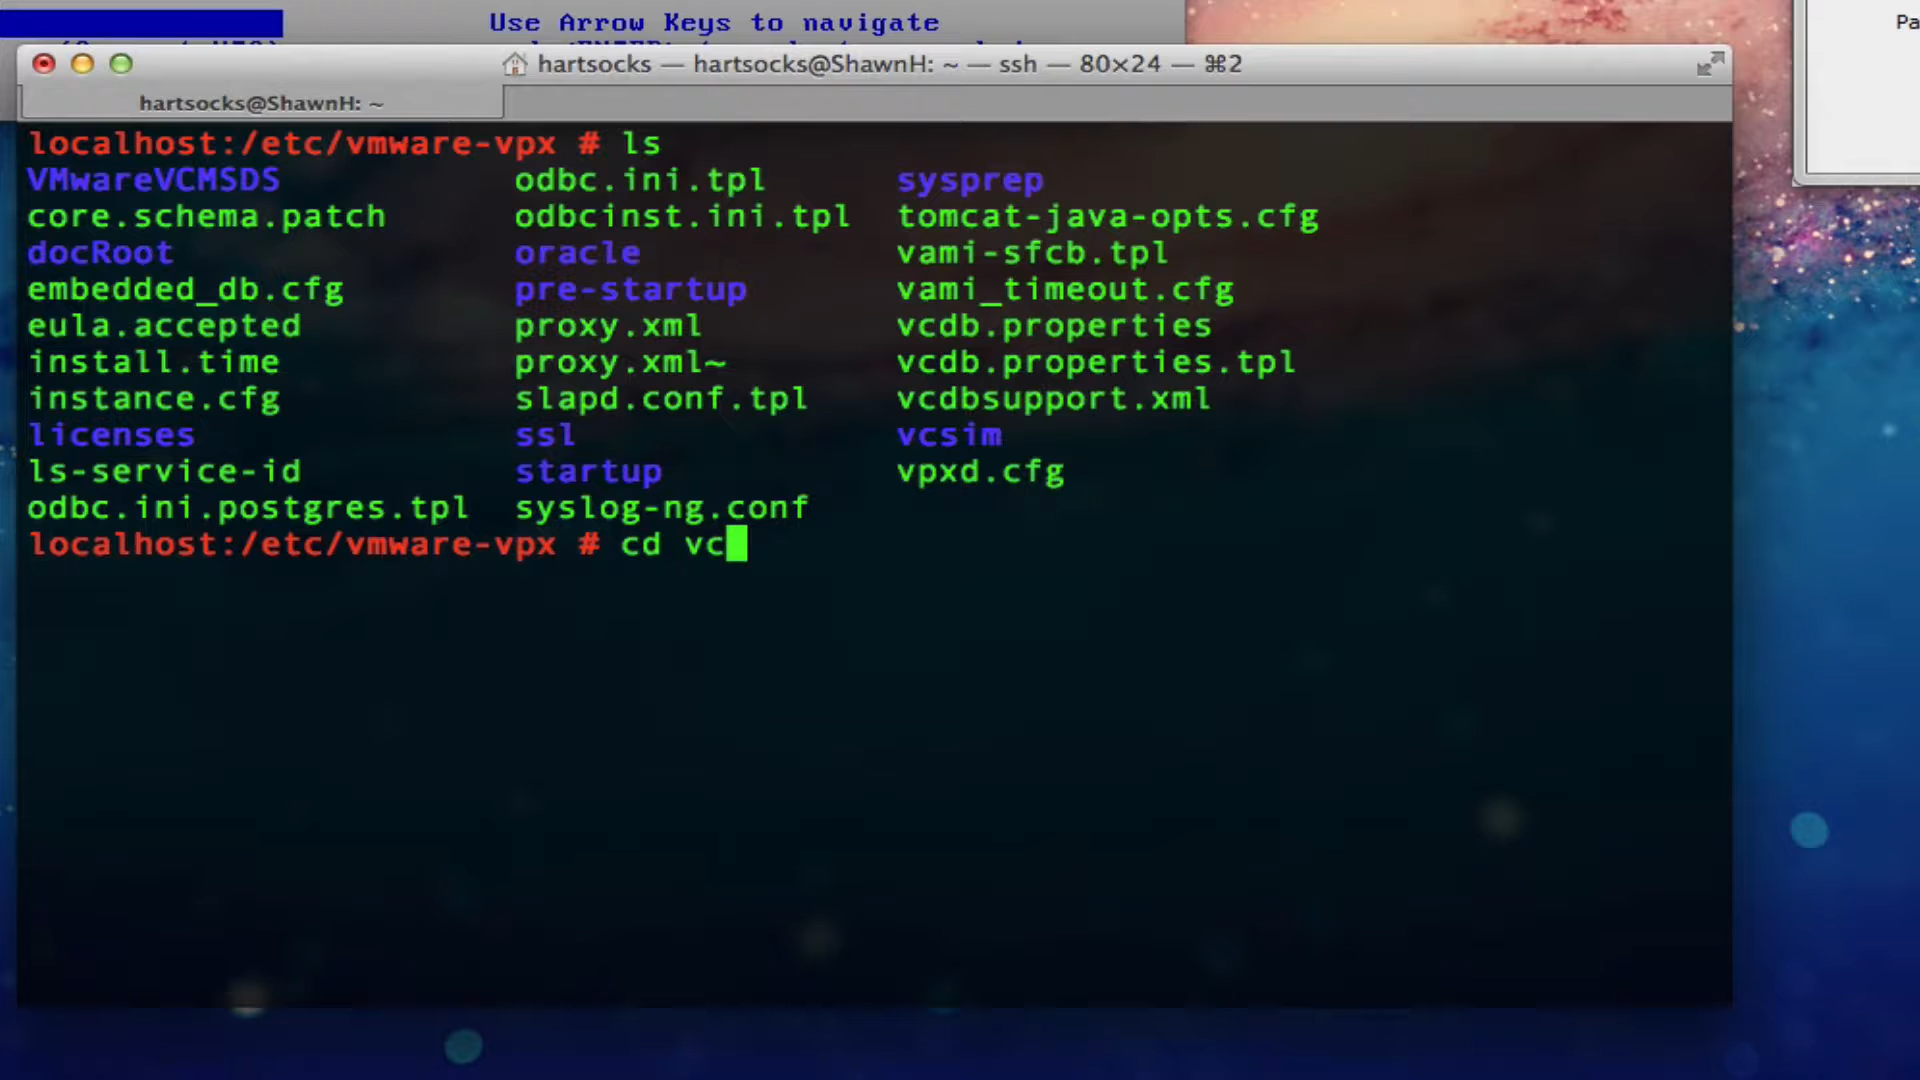 Use Arrow Keys to navigate
Pa
hartsocks — hartsocks@ShawnH: ~ — ssh — 80×24 — ⌘2
hartsocks@ShawnH: ~
localhost:/etc/vmware-vpx # ls
VMwareVCMSDS odbc.ini.tpl sysprep
core.schema.patch odbcinst.ini.tpl tomcat-java-opts.cfg
docRoot oracle vami-sfcb.tpl
embedded_db.cfg pre-startup vami_timeout.cfg
eula.accepted proxy.xml vcdb.properties
install.time proxy.xml~ vcdb.properties.tpl
instance.cfg slapd.conf.tpl vcdbsupport.xml
licenses ssl vcsim
ls-service-id startup vpxd.cfg
odbc.ini.postgres.tpl syslog-ng.conf
localhost:/etc/vmware-vpx # cd vc